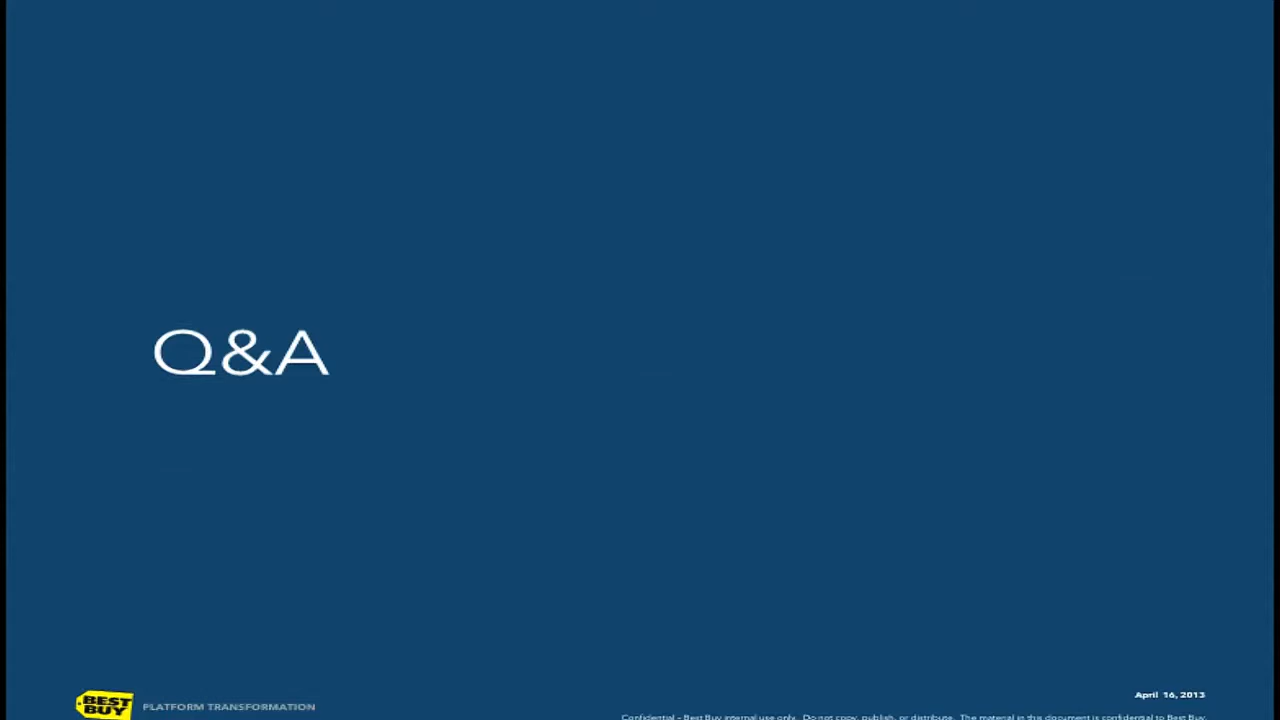 Q&A
BEST
BUY
PLATFORM TRANSFORMATION
April 16, 2013
Confidential – Best Buy internal use only. Do not copy, publish, or distribute. The material in this document is confidential to Best Buy.